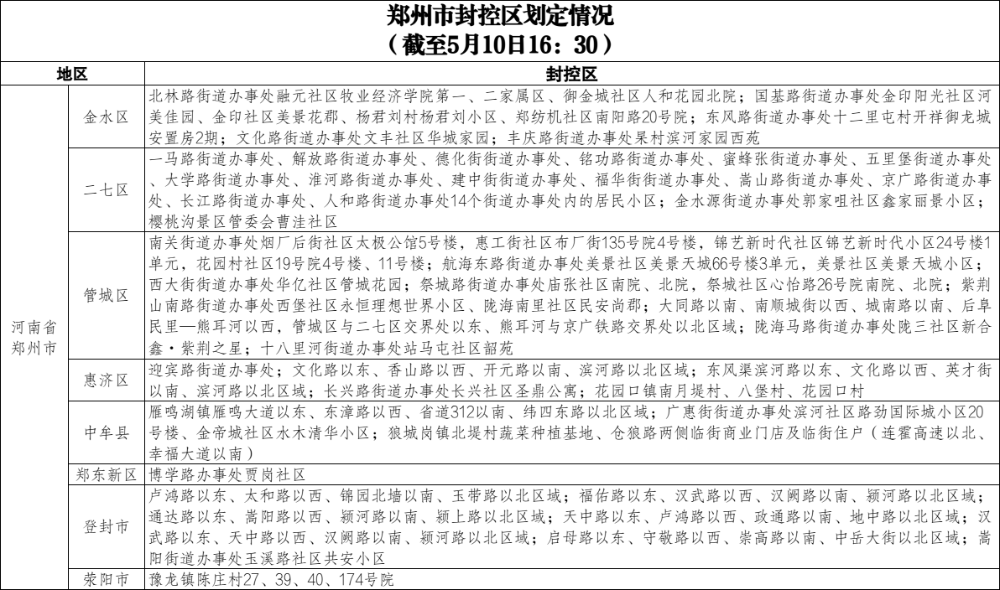 郑州市封控区划定情况
（截至5月10日16：30）
地区
封控区
河南省
郑州市
金水区
北林路街道办事处融元社区牧业经济学院第一、二家属区、御金城社区人和花园北院；国基路街道办事处金印阳光社区河
美佳园、金印社区美景花郡、杨君刘村杨君刘小区、郑纺机社区南阳路20号院；东风路街道办事处十二里屯村开祥御龙城
安置房2期；文化路街道办事处文丰社区华城家园；丰庆路街道办事处杲村滨河家园西苑
二七区
一马路街道办事处、解放路街道办事处、德化街街道办事处、铭功路街道办事处、蜜蜂张街道办事处、五里堡街道办事处
、大学路街道办事处、淮河路街道办事处、建中街街道办事处、福华街街道办事处、嵩山路街道办事处、京广路街道办事
处、长江路街道办事处、人和路街道办事处14个街道办事处内的居民小区；金水源街道办事处郭家咀社区鑫家丽景小区；
樱桃沟景区管委会曹洼社区
管城区
南关街道办事处烟厂后街社区太极公馆5号楼，惠工街社区布厂街135号院4号楼，锦艺新时代社区锦艺新时代小区24号楼1
单元，花园村社区19号院4号楼、11号楼；航海东路街道办事处美景社区美景天城66号楼3单元，美景社区美景天城小区；
西大街街道办事处华亿社区管城花园；祭城路街道办事处庙张社区南院、北院，祭城社区心怡路26号院南院、北院；紫荆
山南路街道办事处西堡社区永恒理想世界小区、陇海南里社区民安尚郡；大同路以南、南顺城街以西、城南路以南、后阜
民里—熊耳河以西，管城区与二七区交界处以东、熊耳河与京广铁路交界处以北区域；陇海马路街道办事处陇三社区新合
鑫·紫荆之星；十八里河街道办事处站马屯社区韶苑
惠济区
迎宾路街道办事处；文化路以东、香山路以西、开元路以南、滨河路以北区域；东风渠滨河路以东、文化路以西、英才街
以南、滨河路以北区域；长兴路街道办事处长兴社区圣鼎公寓；花园口镇南月堤村、八堡村、花园口村
中牟县
雁鸣湖镇雁鸣大道以东、东漳路以西、省道312以南、纬四东路以北区域；广惠街街道办事处滨河社区路劲国际城小区20
号楼、金帝城社区水木清华小区；狼城岗镇北堤村蔬菜种植基地、仓狼路两侧临街商业门店及临街住户（连霍高速以北、
幸福大道以南）
郑东新区
博学路办事处贾岗社区
登封市
卢鸿路以东、太和路以西、锦园北墙以南、玉带路以北区域；福佑路以东、汉武路以西、汉阙路以南、颍河路以北区域；
通达路以东、嵩阳路以西、颍河路以南、颍上路以北区域；天中路以东、卢鸿路以西、政通路以南、地中路以北区域；汉
武路以东、天中路以西、汉阙路以南、颍河路以北区域；启母路以东、守敬路以西、崇高路以南、中岳大街以北区域；嵩
阳街道办事处玉溪路社区共安小区
荥阳市
豫龙镇陈庄村27、39、40、174号院